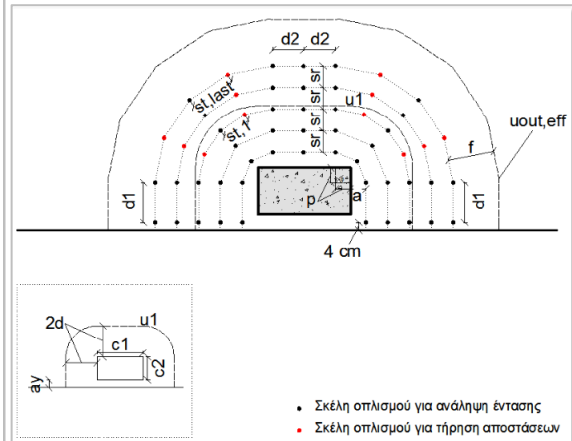 d2 d2
st,last
sr
sr
u1
st,1
sr
sr
uout,eff
f
d1
p
a
d1
4 cm
2d
u1
c1
c2
ay
Σκέλη οπλισμού για ανάληψη έντασης
Σκέλη οπλισμού για τήρηση αποστάσεων